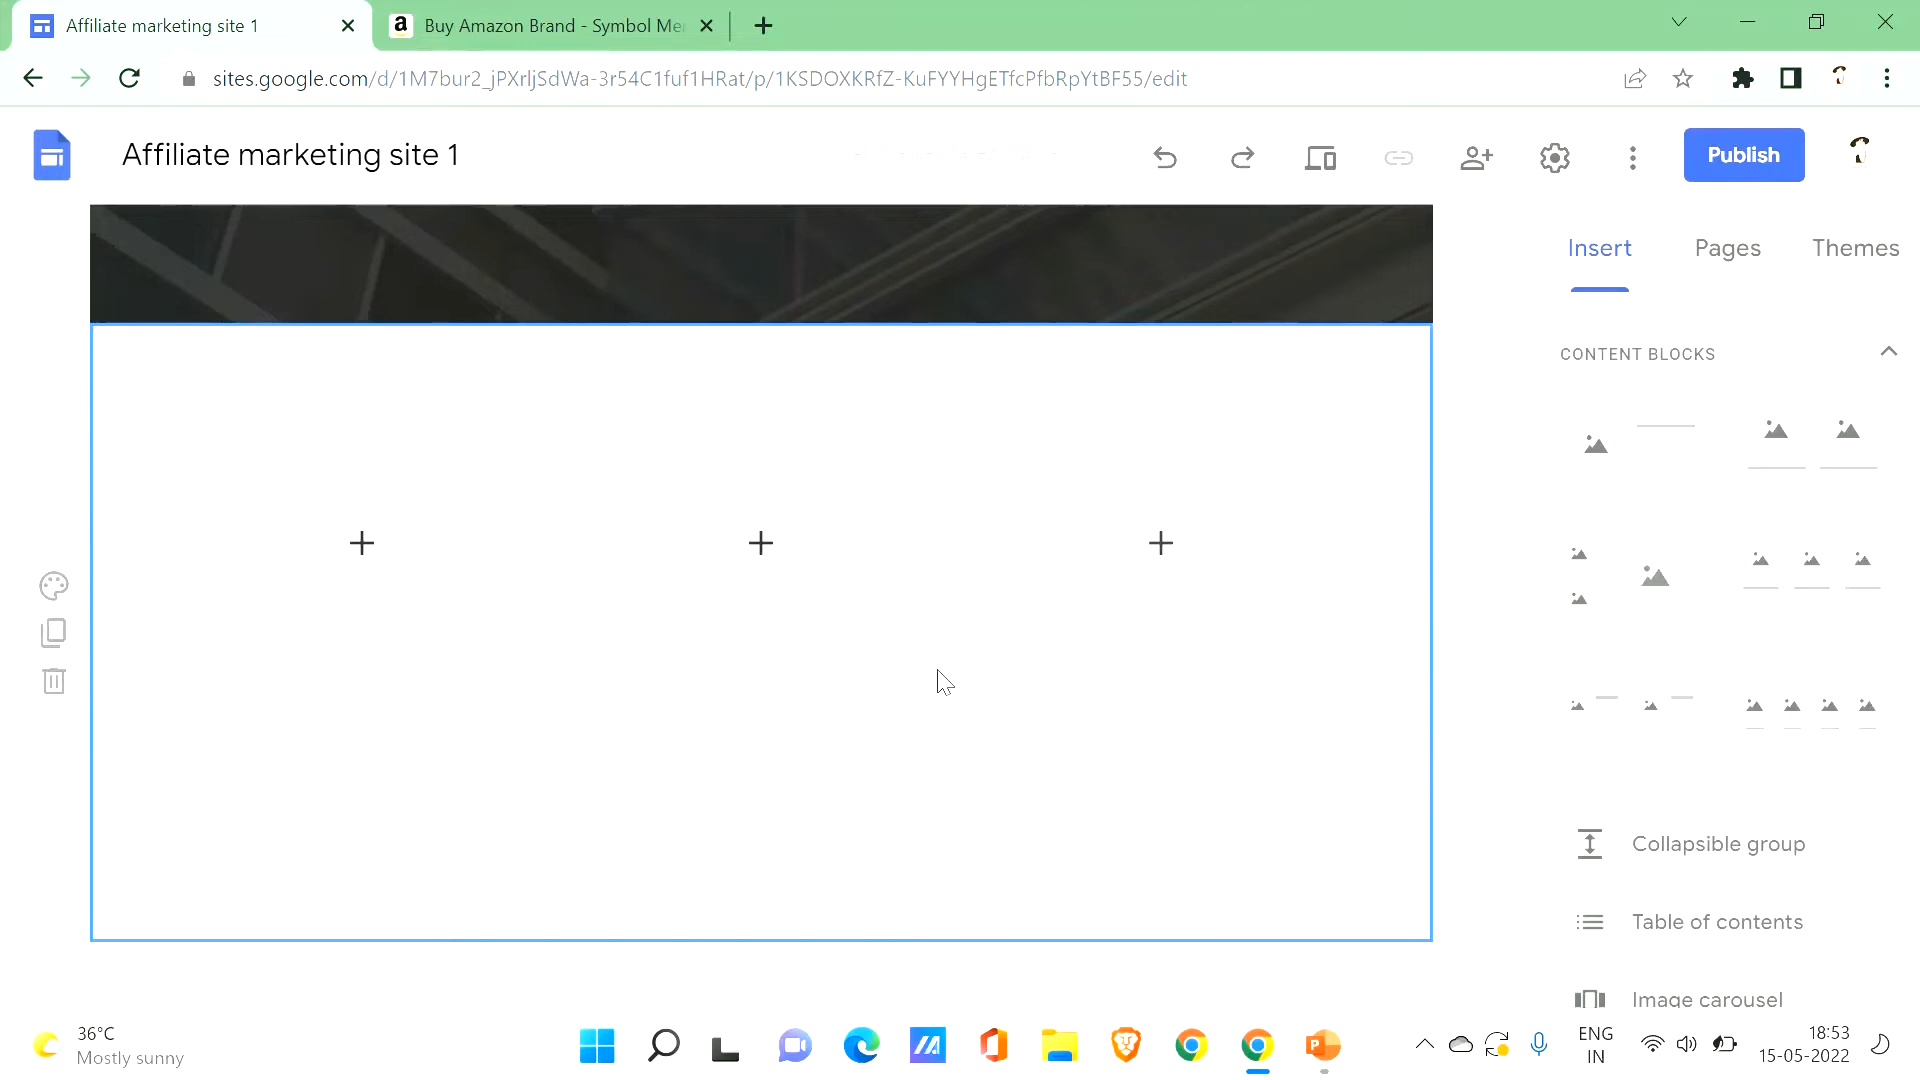 Affiliate marketing site 1
Buy Amazon Brand - Symbol Me
sites.google.com/d/1M7bur2_jPXrljSdWa-3r54C1fuf1HRat/p/1KSDOXKRfZ-KuFYYHgETfcPfbRpYtBF55/edit
Affiliate marketing site 1
Publish
Insert
Pages
Themes
CONTENT BLOCKS
Collapsible group
Table of contents
Image carousel
36°C
Mostly sunny
ENG
IN
18:53
15-05-2022